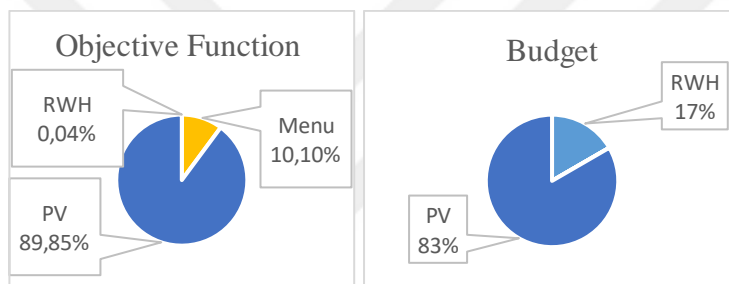 Objective Function
RWH
0,04%
Menu
10,10%
PV
89,85%
Budget
RWH
17%
PV
83%